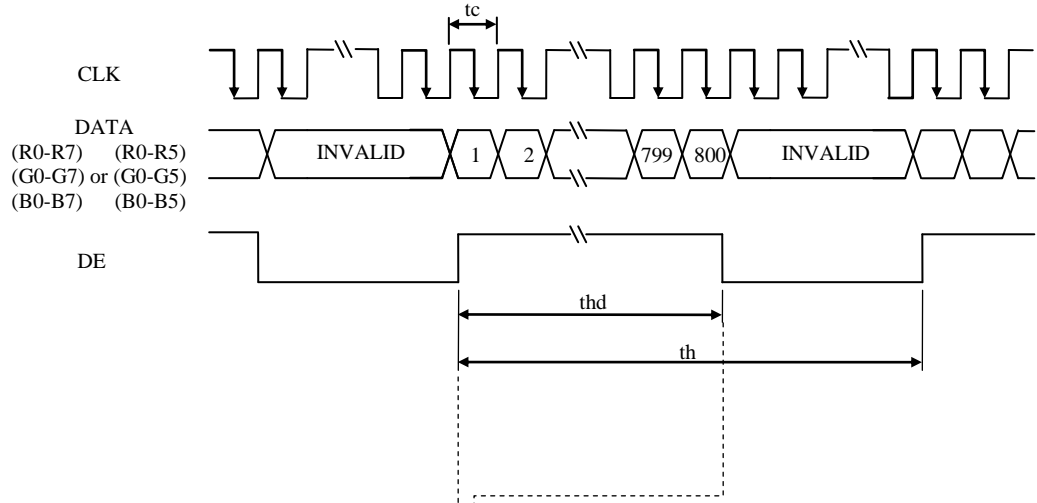 tc
CLK
DATA
(R0-R7) (R0-R5)
(G0-G7) or (G0-G5)
(B0-B7) (B0-B5)
INVALID 1 2 799 800 INVALID
DE
thd
th